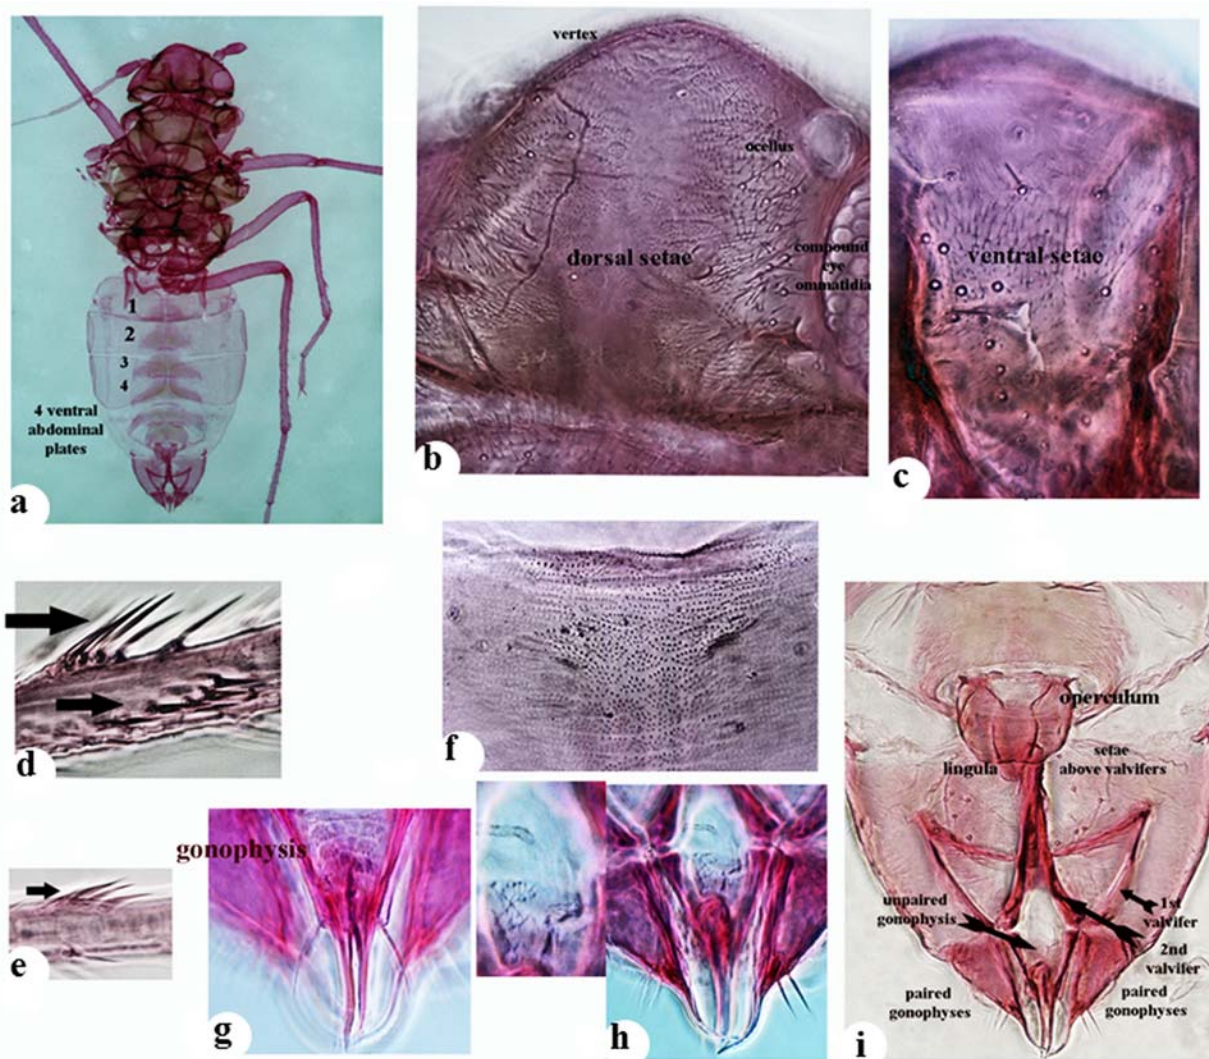 1
2
3
4
4 ventral
abdominal
plates
a
vertex
ocellus
dorsal setae
compound
eye
ommatidia
b
ventral setae
c
d
e
f
gonophysis
g
h
operculum
lingula
setae
above valvifers
unpaired
gonophysis
1st
valvifer
2nd
valvifer
paired
gonophyses
paired
gonophyses
i